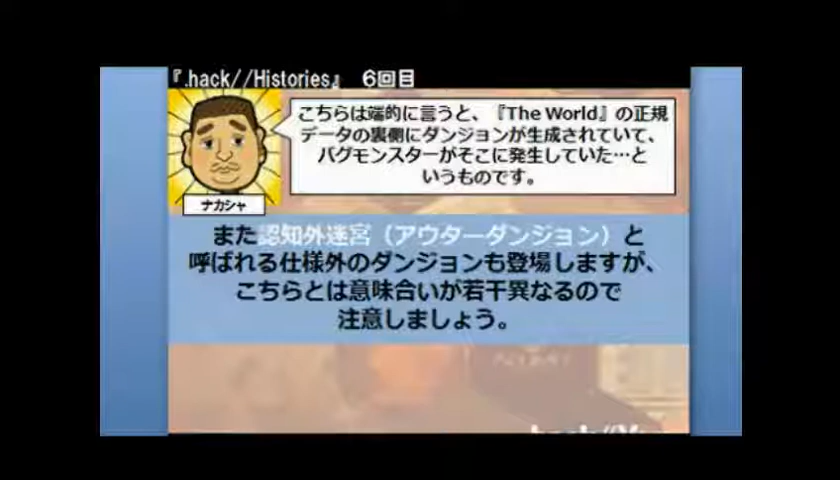 『.hack//Histories』 6回目
こちらは端的に言うと、『The World』の正規
データの裏側にダンジョンが生成されていて、
バグモンスターがそこに発生していた…と
いうものです。
ナカシャ
また認知外迷宮（アウターダンジョン）と
呼ばれる仕様外のダンジョンも登場しますが、
こちらとは意味合いが若干異なるので
注意しましょう。